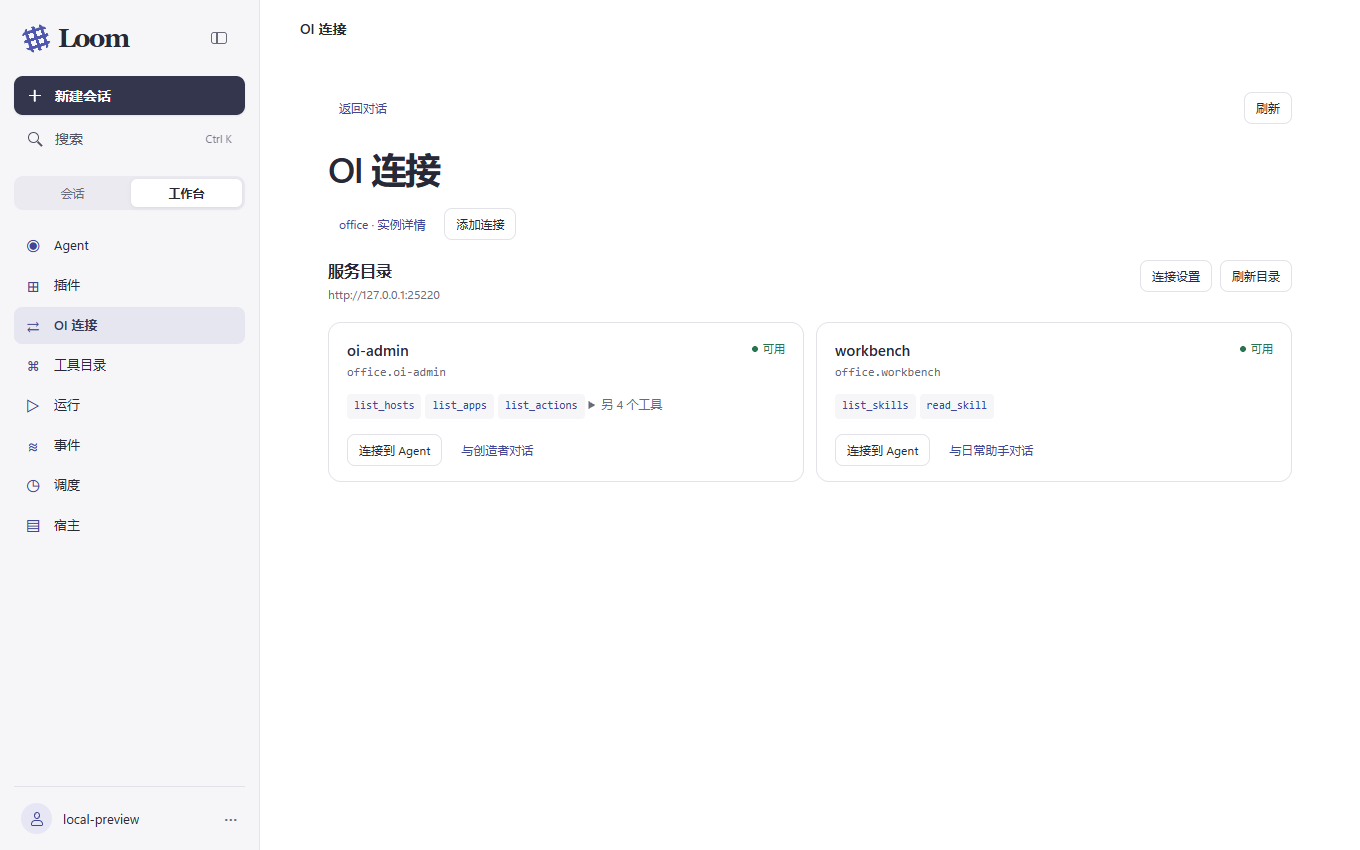 Loom
OI 连接
新建会话
搜索 Ctrl K
会话 工作台
Agent
插件
OI 连接
工具目录
运行
事件
调度
宿主
local-preview
返回对话 刷新
OI 连接
office · 实例详情 添加连接
服务目录 连接设置 刷新目录
http://127.0.0.1:25220
oi-admin 可用
office.oi-admin
list_hosts list_apps list_actions 另 4 个工具
连接到 Agent 与创造者对话
workbench 可用
office.workbench
list_skills read_skill
连接到 Agent 与日常助手对话